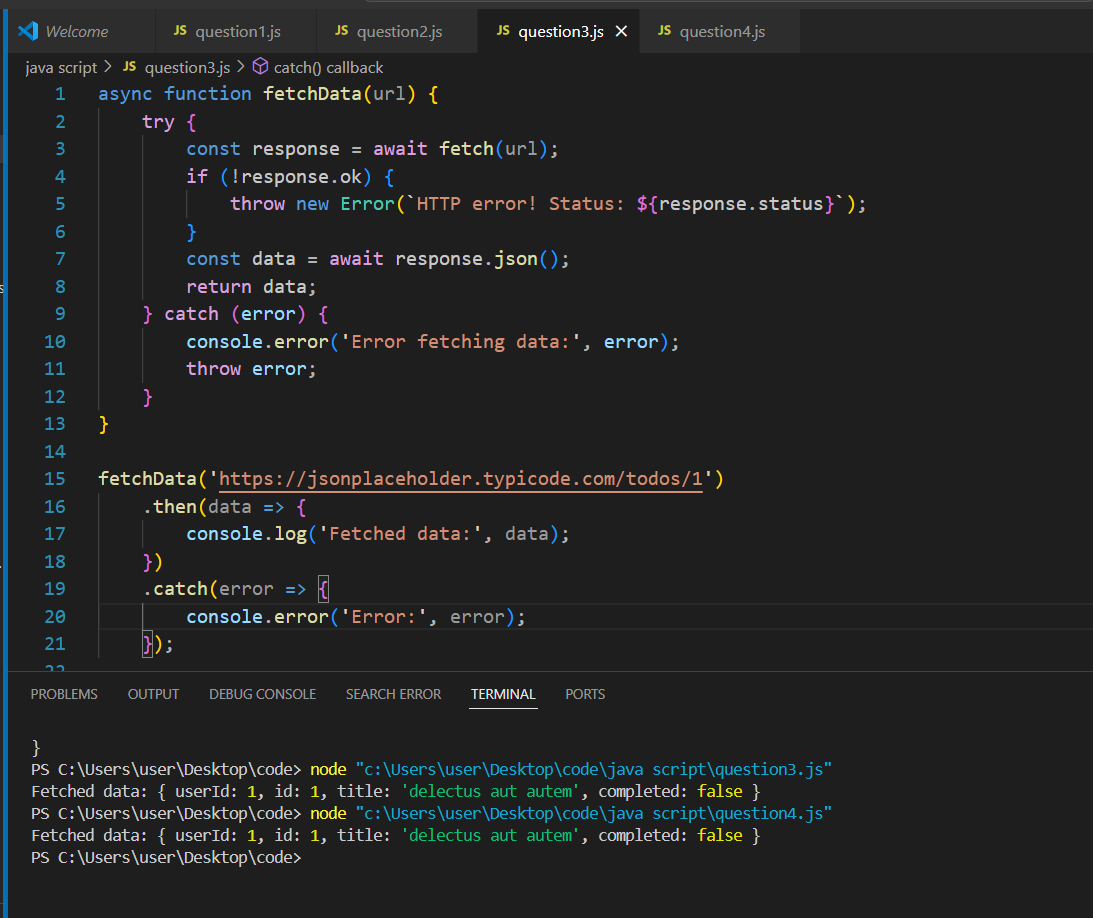 Welcome
JS question1.js
JS question2.js
JS question3.js
JS question4.js
java script > JS question3.js > catch() callback
1 async function fetchData(url) {
2     try {
3         const response = await fetch(url);
4         if (!response.ok) {
5             throw new Error(`HTTP error! Status: ${response.status}`);
6         }
7         const data = await response.json();
8         return data;
9     } catch (error) {
10         console.error('Error fetching data:', error);
11         throw error;
12     }
13 }
14
15 fetchData('https://jsonplaceholder.typicode.com/todos/1')
16     .then(data => {
17         console.log('Fetched data:', data);
18     })
19     .catch(error => {
20         console.error('Error:', error);
21     });
22
PROBLEMS OUTPUT DEBUG CONSOLE SEARCH ERROR TERMINAL PORTS
}
PS C:\Users\user\Desktop\code> node "c:\Users\user\Desktop\code\java script\question3.js"
Fetched data: { userId: 1, id: 1, title: 'delectus aut autem', completed: false }
PS C:\Users\user\Desktop\code> node "c:\Users\user\Desktop\code\java script\question4.js"
Fetched data: { userId: 1, id: 1, title: 'delectus aut autem', completed: false }
PS C:\Users\user\Desktop\code>